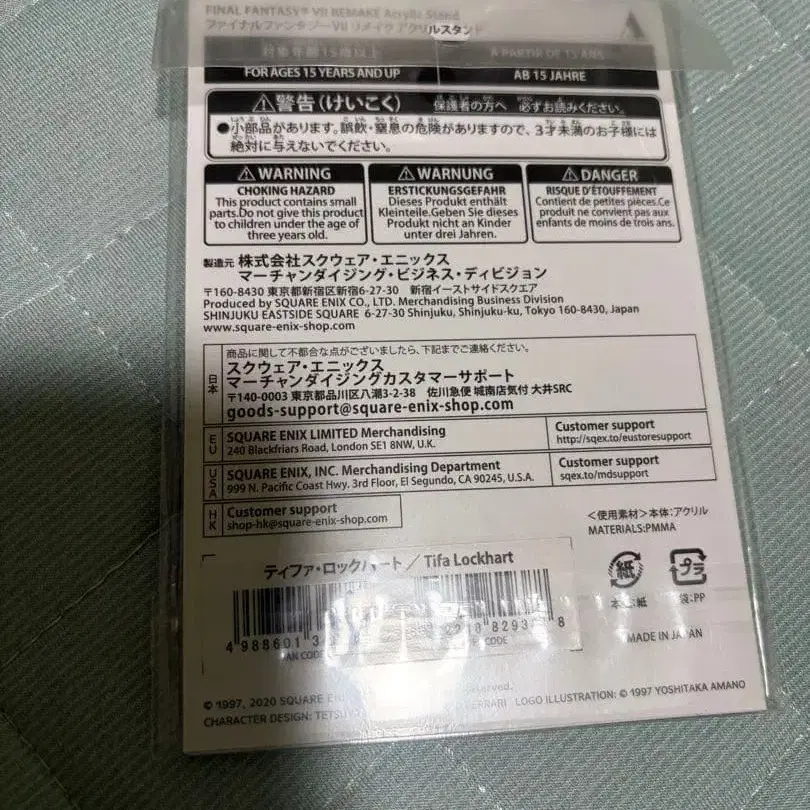 FINAL FANTASY® VII REMAKE Acrylic Stand
ファイナルファンタジーVII リメイク アクリルスタンド
A
対象年齢15歳以上
À PARTIR DE 15 ANS
FOR AGES 15 YEARS AND UP
AB 15 JAHRE
⚠警告(けいこく) 保護者の方へ 必ずお読みください。
●小部品があります。誤飲・窒息の危険がありますので、3才未満のお子様には
絶対に与えないでください。
⚠WARNING
CHOKING HAZARD
This product contains small
parts.Do not give this product
to children under the age of
three years old.
⚠WARNUNG
ERSTICKUNGSGEFAHR
Dieses Produkt enthält
Kleinteile.Geben Sie dieses
Produkt nicht an Kinder
unter drei Jahren.
⚠DANGER
RISQUE D'ÉTOUFFEMENT
Contient de petites pièces.Ce
produit ne convient pas aux
enfants de moins de trois ans.
製造元 株式会社スクウェア・エニックス
マーチャンダイジング・ビジネス・ディビジョン
〒160-8430 東京都新宿区新宿6-27-30 新宿イーストサイドスクエア
Produced by SQUARE ENIX CO., LTD. Merchandising Business Division
SHINJUKU EASTSIDE SQUARE 6-27-30 Shinjuku, Shinjuku-ku, Tokyo 160-8430, Japan
www.square-enix-shop.com
日本
商品に関して不都合な点がございましたら、下記までご連絡ください。
スクウェア・エニックス
マーチャンダイジングカスタマーサポート
〒140-0003 東京都品川区八潮3-2-38 佐川急便 城南店気付 大井SRC
goods-support@square-enix-shop.com
EU
SQUARE ENIX LIMITED Merchandising
240 Blackfriars Road, London SE1 8NW, U.K.
Customer support
http://sqex.to/eustoresupport
USA
SQUARE ENIX, INC. Merchandising Department
999 N. Pacific Coast Hwy. 3rd Floor, El Segundo, CA 90245, U.S.A.
Customer support
sqex.to/mdsupport
HK
Customer support
shop-hk@square-enix-shop.com
<使用素材>本体:アクリル
MATERIALS:PMMA
ティファ・ロックハート / Tifa Lockhart
紙
プラ
紙
袋:PP
4 988601 3
8293 8
CODE
MADE IN JAPAN
© 1997, 2020 SQUARE ENI
Reserved.
CHARACTER DESIGN: TETSU
FERRARI LOGO ILLUSTRATION: © 1997 YOSHITAKA AMANO